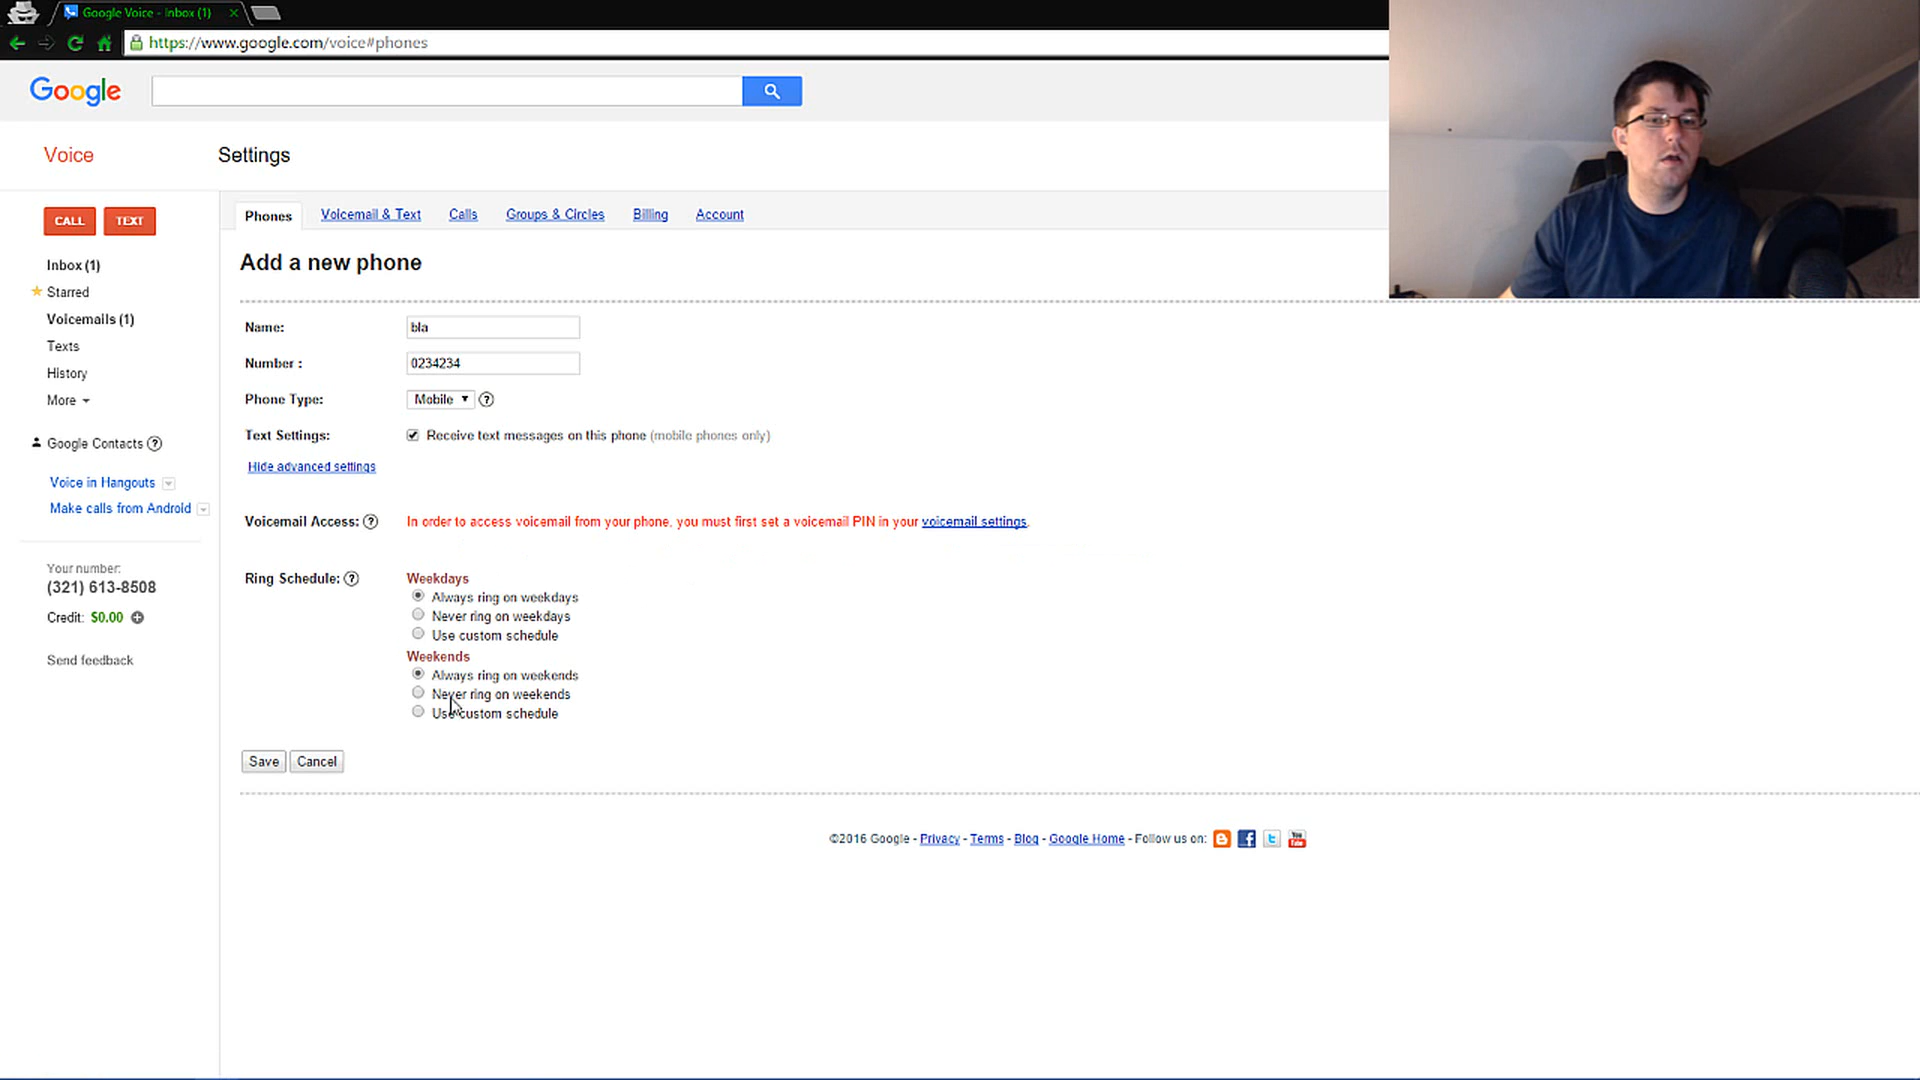 Google Voice - Inbox (1)
https://www.google.com/voice#phones
Google
Voice
Settings
CALL
TEXT
Inbox (1)
Starred
Voicemails (1)
Texts
History
More
Google Contacts ?
Voice in Hangouts
Make calls from Android
Your number:
(321) 613-8508
Credit: $0.00
Send feedback
Phones Voicemail & Text Calls Groups & Circles Billing Account
Add a new phone
Name: bla
Number : 0234234
Phone Type: Mobile ?
Text Settings: Receive text messages on this phone (mobile phones only)
Hide advanced settings
Voicemail Access: ? In order to access voicemail from your phone, you must first set a voicemail PIN in your voicemail settings.
Ring Schedule: ? Weekdays
Always ring on weekdays
Never ring on weekdays
Use custom schedule
Weekends
Always ring on weekends
Never ring on weekends
Use custom schedule
Save Cancel
©2016 Google - Privacy - Terms - Blog - Google Home - Follow us on: